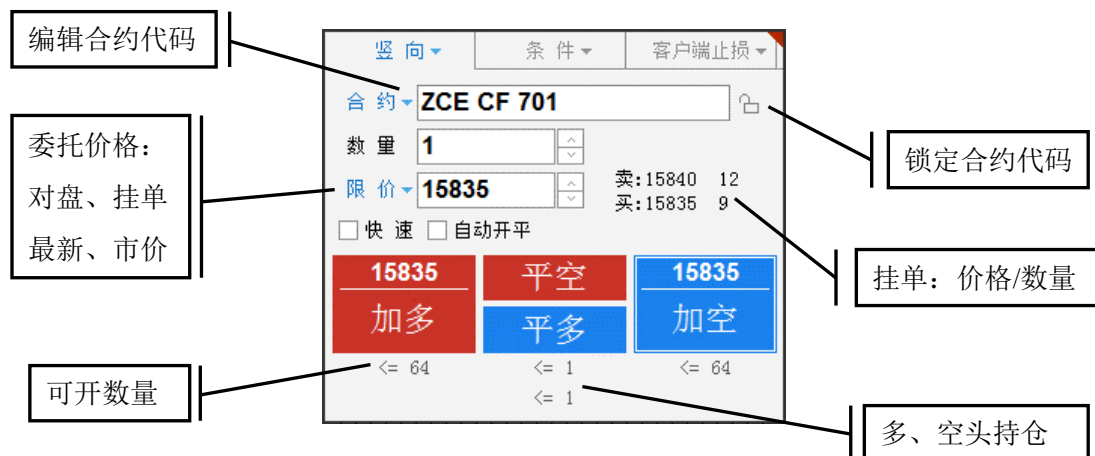 编辑合约代码
委托价格：
对盘、挂单
最新、市价
可开数量
竖 向
条 件
客户端止损
合 约 ZCE CF 701
数 量 1
限 价 15835
卖:15840 12
买:15835 9
快 速 自动开平
15835
加多
平空
平多
15835
加空
<= 64
<= 1
<= 64
<= 1
锁定合约代码
挂单：价格/数量
多、空头持仓